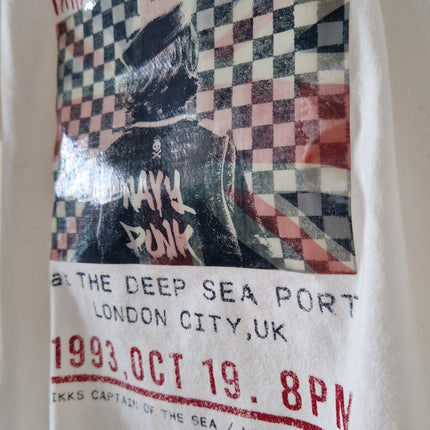 NAVY
PUNK
at THE DEEP SEA PORT
LONDON CITY,UK
1993,OCT 19. 8PM
IKKS CAPTAIN OF THE SEA /